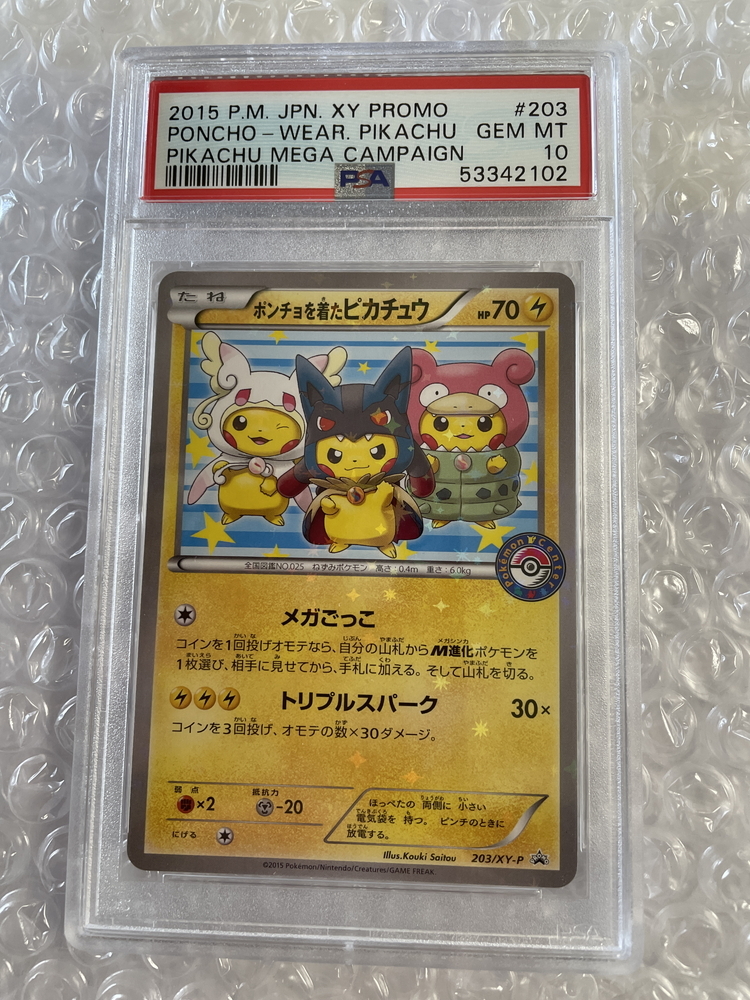 2015 P.M. JPN. XY PROMO #203
PONCHO-WEAR. PIKACHU GEM MT
PIKACHU MEGA CAMPAIGN 10
PSA 53342102
たね ポンチョを着たピカチュウ HP70
全国図鑑NO.025 ねずみポケモン 高さ:0.4m 重さ:6.0kg
Pokémon Center
メガごっこ
コインを1回投げオモテなら、自分の山札からM進化ポケモンを
1枚選び、相手に見せてから、手札に加える。そして山札を切る。
トリプルスパーク 30×
コインを3回投げ、オモテの数×30ダメージ。
弱点 抵抗力
×2 -20
にげる
ほっぺたの 両側に 小さい
電気袋を 持つ。 ピンチのときに
放電する。
Illus.Kouki Saitou 203/XY-P
©2015 Pokémon/Nintendo/Creatures/GAME FREAK.